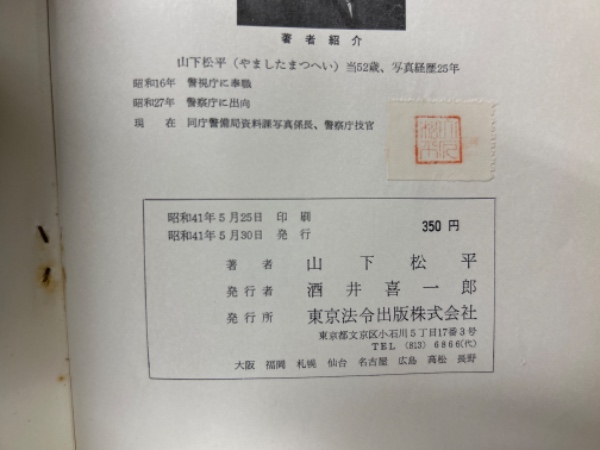 著者紹介
山下松平(やましたまつへい)当52歳、写真経歴25年
昭和16年 警視庁に奉職
昭和27年 警察庁に出向
現 在 同庁警備局資料課写真係長、警察庁技官
昭和41年5月25日 印刷
昭和41年5月30日 発行
350円
著者 山下松平
発行者 酒井喜一郎
発行所 東京法令出版株式会社
東京都文京区小石川5丁目17番3号
TEL (813) 6866(代)
大阪 福岡 札幌 仙台 名古屋 広島 高松 長野